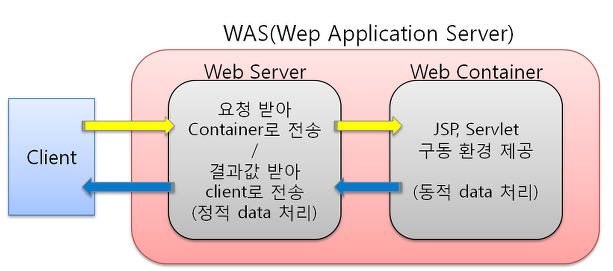 WAS(Wep Application Server)
Web Server
Web Container
Client
요청 받아
Container로 전송
/
결과값 받아
client로 전송
(정적 data 처리)
JSP, Servlet
구동 환경 제공
(동적 data 처리)